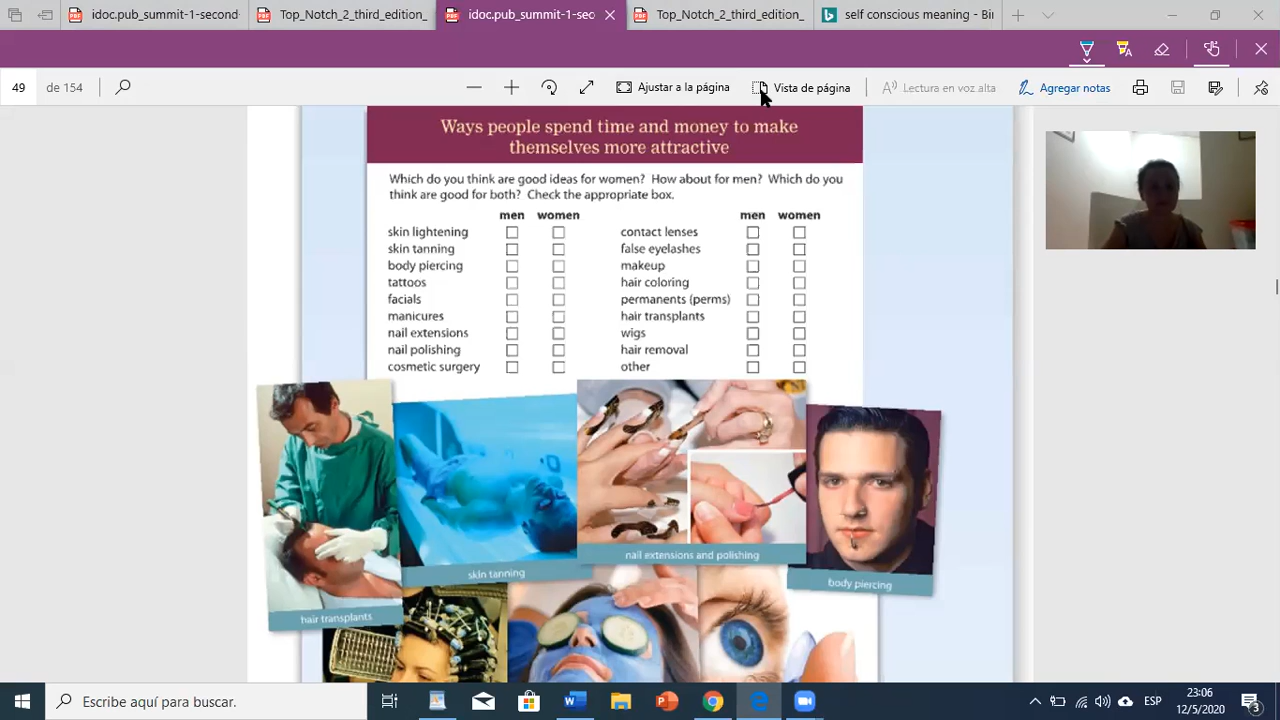 idoc.pub_summit-1-second
Top_Notch_2_third_edition_
idoc.pub_summit-1-sec
Top_Notch_2_third_edition_
self conscious meaning - Bi
49 de 154
Ajustar a la página
Vista de página
Lectura en voz alta
Agregar notas
Ways people spend time and money to make
themselves more attractive
Which do you think are good ideas for women? How about for men? Which do you
think are good for both? Check the appropriate box.
men women men women
skin lightening contact lenses
skin tanning false eyelashes
body piercing makeup
tattoos hair coloring
facials permanents (perms)
manicures hair transplants
nail extensions wigs
nail polishing hair removal
cosmetic surgery other
nail extensions and polishing
skin tanning
body piercing
hair transplants
Escribe aquí para buscar.
ESP
23:06
12/5/2020
3